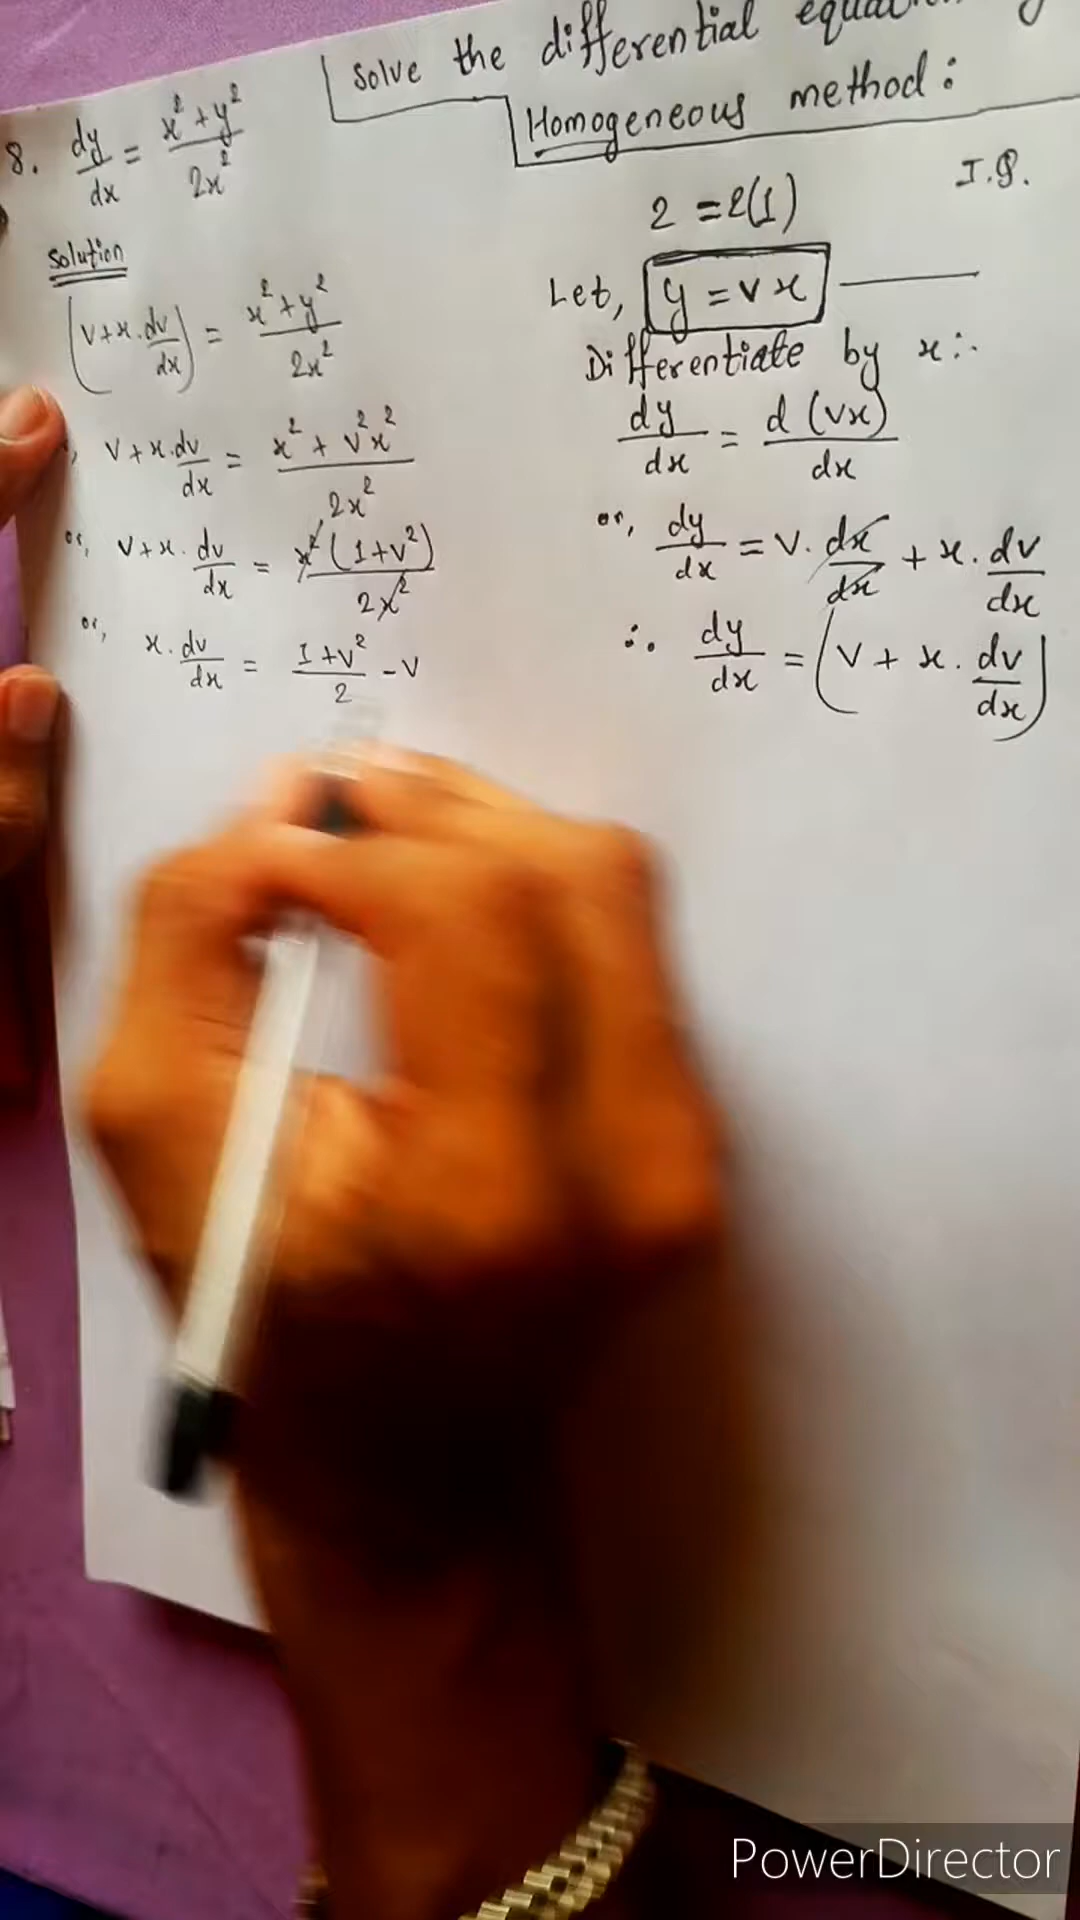 Solve the differential
Homogeneous method:
8. dy/dx = x²+y²/2x²
I.P.
2 = 2(1)
Solution
Let, y = vx
(v+x.dv/dx) = x²+y²/2x²
Differentiate by x:.
v+x.dv/dx = x²+v²x²/2x²
dy/dx = d(vx)/dx
or, v+x.dv/dx = x²(1+v²)/2x²
or, dy/dx = v.dx/dx + x.dv/dx
or, x.dv/dx = 1+v²/2 -v
∴ dy/dx = (v + x.dv/dx)
PowerDirector